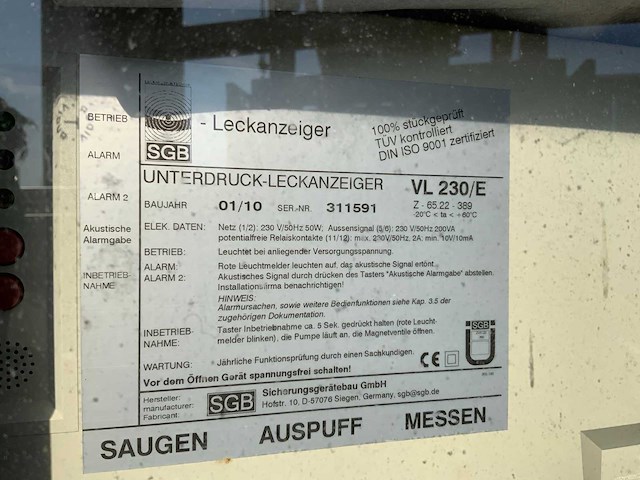 BETRIEB
ALARM
ALARM 2
Akustische
Alarmgabe
INBETRIEB-
NAHME
- Leckanzeiger
SGB
100% stückgeprüft
TÜV kontrolliert
DIN ISO 9001 zertifiziert
UNTERDRUCK-LECKANZEIGER VL 230/E
BAUJAHR 01/10 SER.-NR. 311591 Z - 65.22 - 389
-20°C < ta < +60°C
ELEK. DATEN: Netz (1/2): 230 V/50Hz 50W; Aussensignal (5/6): 230 V/50Hz 200VA
potentialfreie Relaiskontakte (11/12): max. 230V/50Hz, 2A; min. 10V/10mA
BETRIEB: Leuchtet bei anliegender Versorgungsspannung.
ALARM: Rote Leuchtmelder leuchten auf, das akustische Signal ertönt.
ALARM 2: Akustisches Signal durch drücken des Tasters "Akustische Alarmgabe" abstellen.
Installationsfirma benachrichtigen!
HINWEIS:
Alarmursachen, sowie weitere Bedienfunktionen siehe Kap. 3.5 der
zugehörigen Dokumentation.
INBETRIEB- Taster Inbetriebnahme ca. 5 Sek. gedrückt halten (rote Leucht-
NAHME: melder blinken), die Pumpe läuft an, die Magnetventile öffnen.
SGB
WARTUNG: Jährliche Funktionsprüfung durch einen Sachkundigen.
CE
Vor dem Öffnen Gerät spannungsfrei schalten!
Hersteller:
manufacturer:
Fabricant:
SGB
Sicherungsgerätebau GmbH
Hofstr. 10, D-57076 Siegen, Germany, sgb@sgb.de
SAUGEN AUSPUFF MESSEN